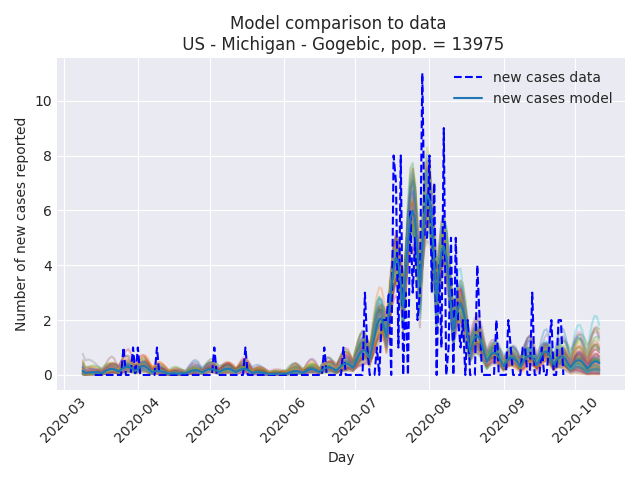 Model comparison to data
US - Michigan - Gogebic, pop. = 13975
new cases data
new cases model
Number of new cases reported
10
8
6
4
2
0
2020-03
2020-04
2020-05
2020-06
2020-07
2020-08
2020-09
2020-10
Day